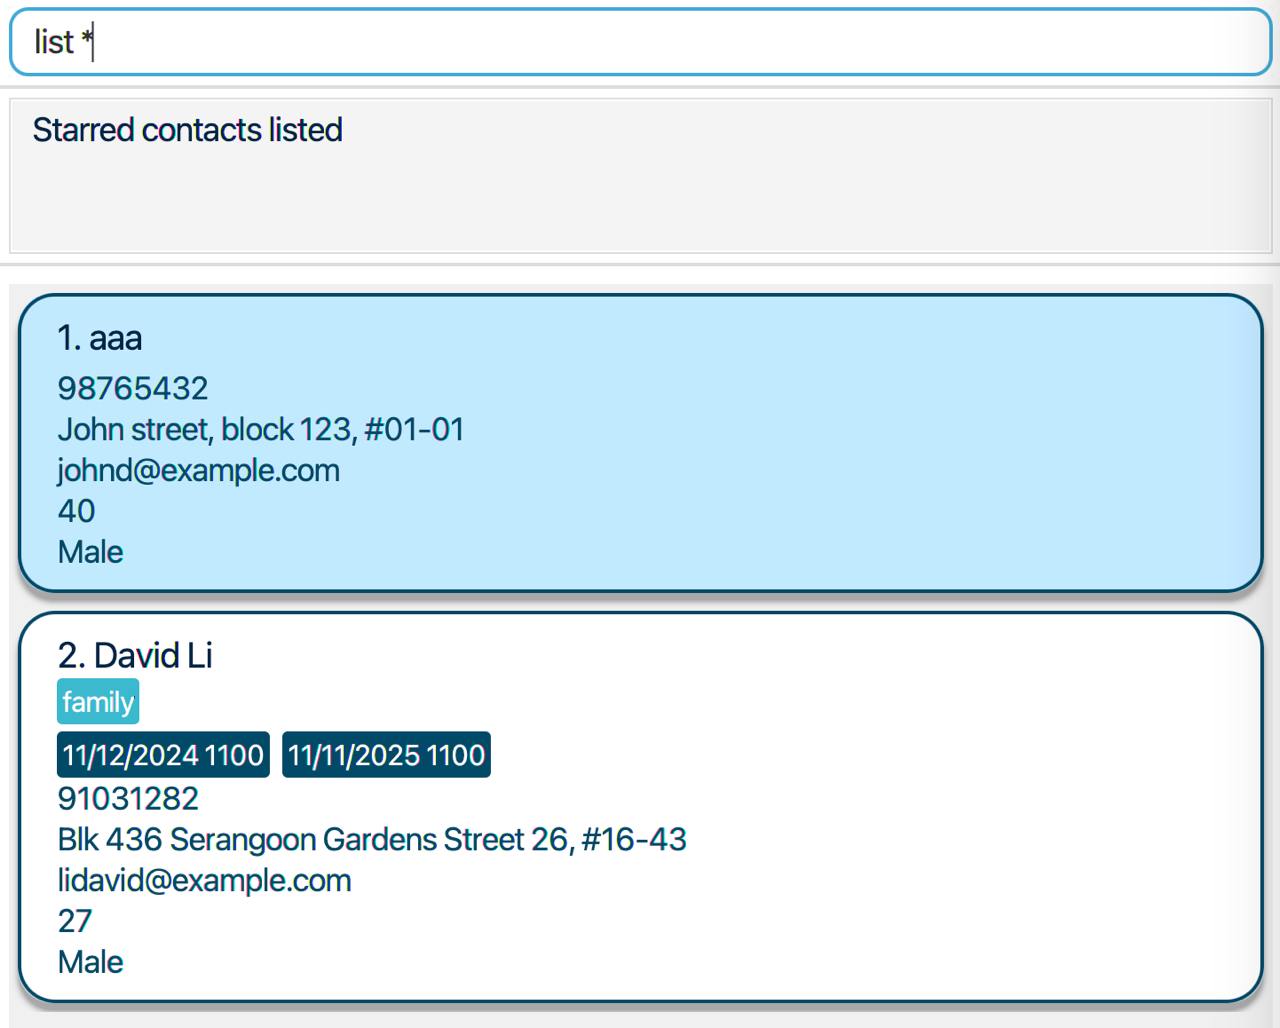 list *
Starred contacts listed
1. aaa
98765432
John street, block 123, #01-01
johnd@example.com
40
Male
2. David Li
family
11/12/2024 1100 11/11/2025 1100
91031282
Blk 436 Serangoon Gardens Street 26, #16-43
lidavid@example.com
27
Male